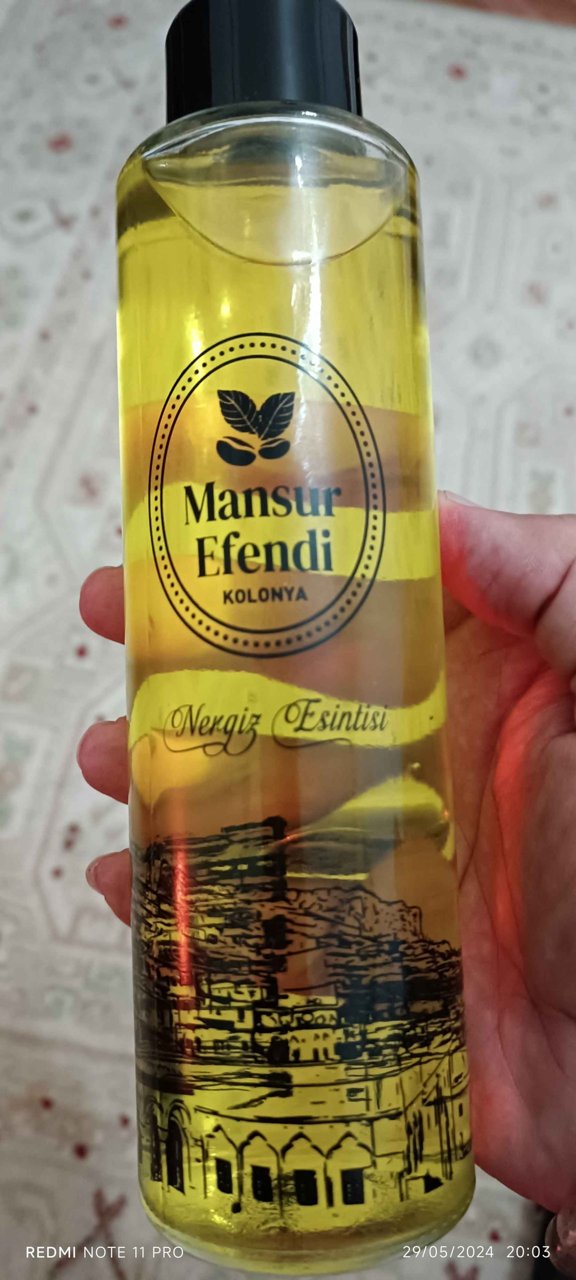 Mansur
Efendi
KOLONYA
Nergiz Esintisi
REDMI NOTE 11 PRO
29/05/2024 20:03